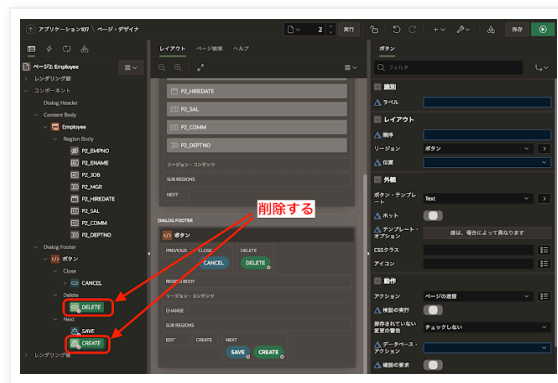 アプリケーション107 \ ページ・デザイナ
2
実行
保存
ページ2: Employee
レンダリング前
コンポーネント
Dialog Header
Content Body
Employee
Region Body
P2_EMPNO
P2_ENAME
P2_JOB
P2_MGR
P2_HIREDATE
P2_SAL
P2_COMM
P2_DEPTNO
Dialog Footer
ボタン
Close
CANCEL
Delete
DELETE
Next
SAVE
CREATE
レンダリング後
レイアウト
ページ検索
ヘルプ
P2_HIREDATE
P2_SAL
P2_COMM
P2_DEPTNO
リージョン・コンテンツ
SUB REGIONS
NEXT
削除する
DIALOG FOOTER
ボタン
PREVIOUS
CLOSE
DELETE
CANCEL
DELETE
REGION BODY
リージョン・コンテンツ
CHANGE
SUB REGIONS
EDIT
CREATE
NEXT
SAVE
CREATE
ボタン
フィルタ
識別
ラベル
レイアウト
順序
リージョン
ボタン
位置
外観
ボタン・テンプレート
Text
ホット
テンプレート・オプション
値は、場合によって異なります
CSSクラス
アイコン
動作
アクション
ページの送信
検証の実行
保存されていない変更の警告
チェックしない
データベース・アクション
確認の要求